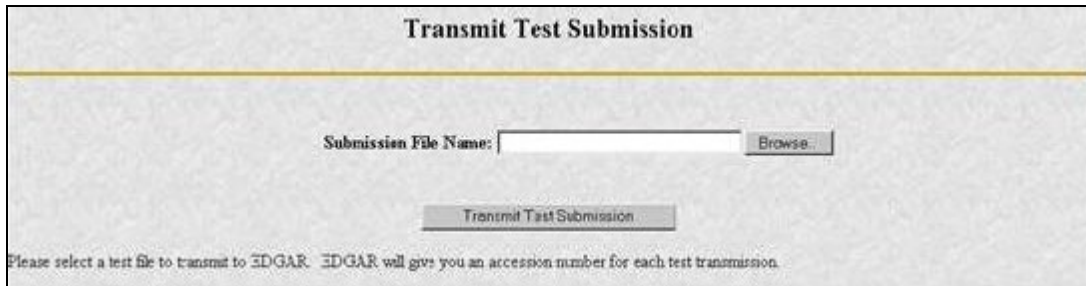 Transmit Test Submission
Submission File Name: Browse...
Transmit Test Submission
Please select a test file to transmit to EDGAR. EDGAR will give you an accession number for each test transmission.